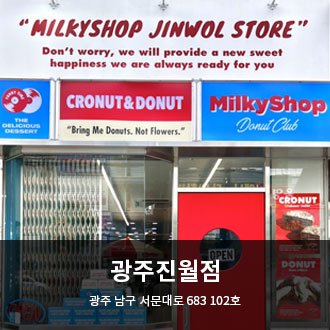 “MILKYSHOP JINWOL STORE”
Don't worry, we will provide a new sweet
happiness we are always ready for you
THE
DELICIOUS
DESSERT
CRONUT&DONUT
“Bring Me Donuts. Not Flowers.”
MilkyShop
Donut Club
CRONUT
OPEN
DONUT
광주진월점
광주 남구 서문대로 683 102호